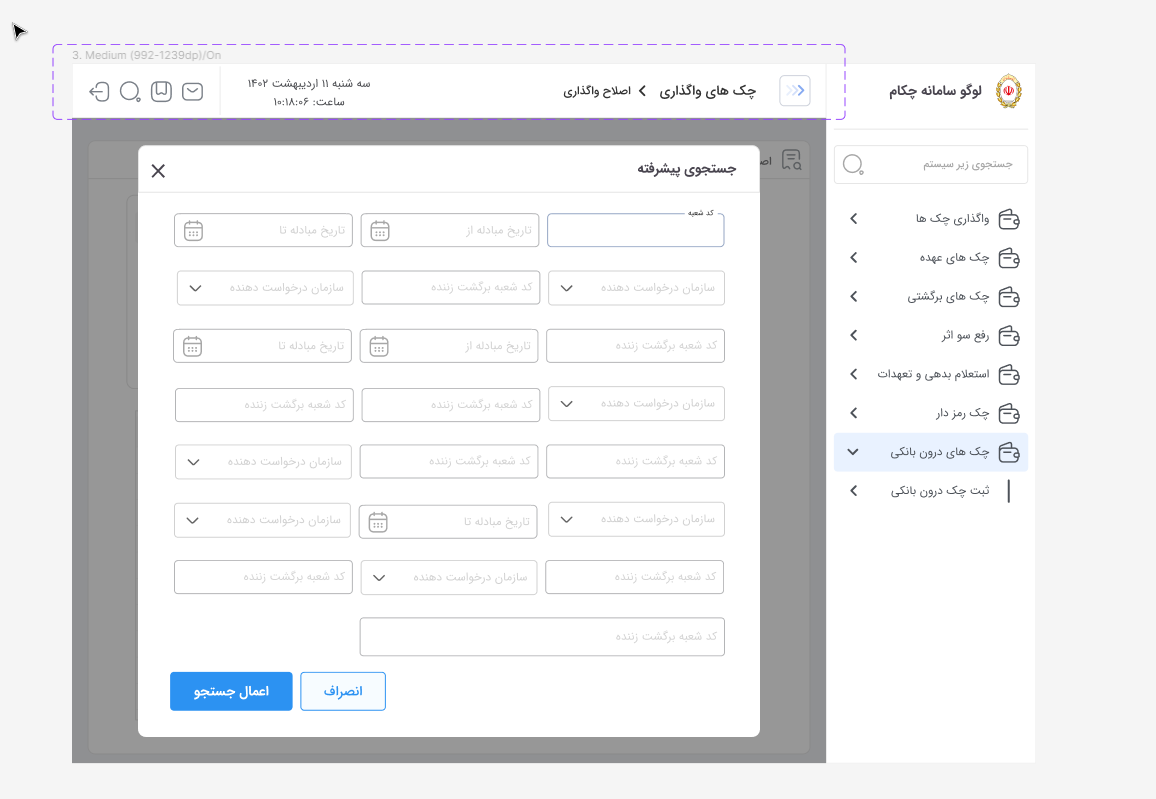 3. Medium (992-1239dp)/On
لوگو سامانه چکام
چک های واگذاری
اصلاح واگذاری
سه شنبه ۱۱ اردیبهشت ۱۴۰۲
ساعت: ۱۰:۱۸:۰۶
جستجوی زیر سیستم
واگذاری چک ها
چک های عهده
چک های برگشتی
رفع سو اثر
استعلام بدهی و تعهدات
چک رمز دار
چک های درون بانکی
ثبت چک درون بانکی
اص
جستجوی پیشرفته
کد شعبه
تاریخ مبادله از
تاریخ مبادله تا
سازمان درخواست دهنده
کد شعبه برگشت زننده
سازمان درخواست دهنده
کد شعبه برگشت زننده
تاریخ مبادله از
تاریخ مبادله تا
سازمان درخواست دهنده
کد شعبه برگشت زننده
کد شعبه برگشت زننده
کد شعبه برگشت زننده
کد شعبه برگشت زننده
سازمان درخواست دهنده
سازمان درخواست دهنده
تاریخ مبادله تا
سازمان درخواست دهنده
کد شعبه برگشت زننده
سازمان درخواست دهنده
کد شعبه برگشت زننده
کد شعبه برگشت زننده
انصراف
اعمال جستجو